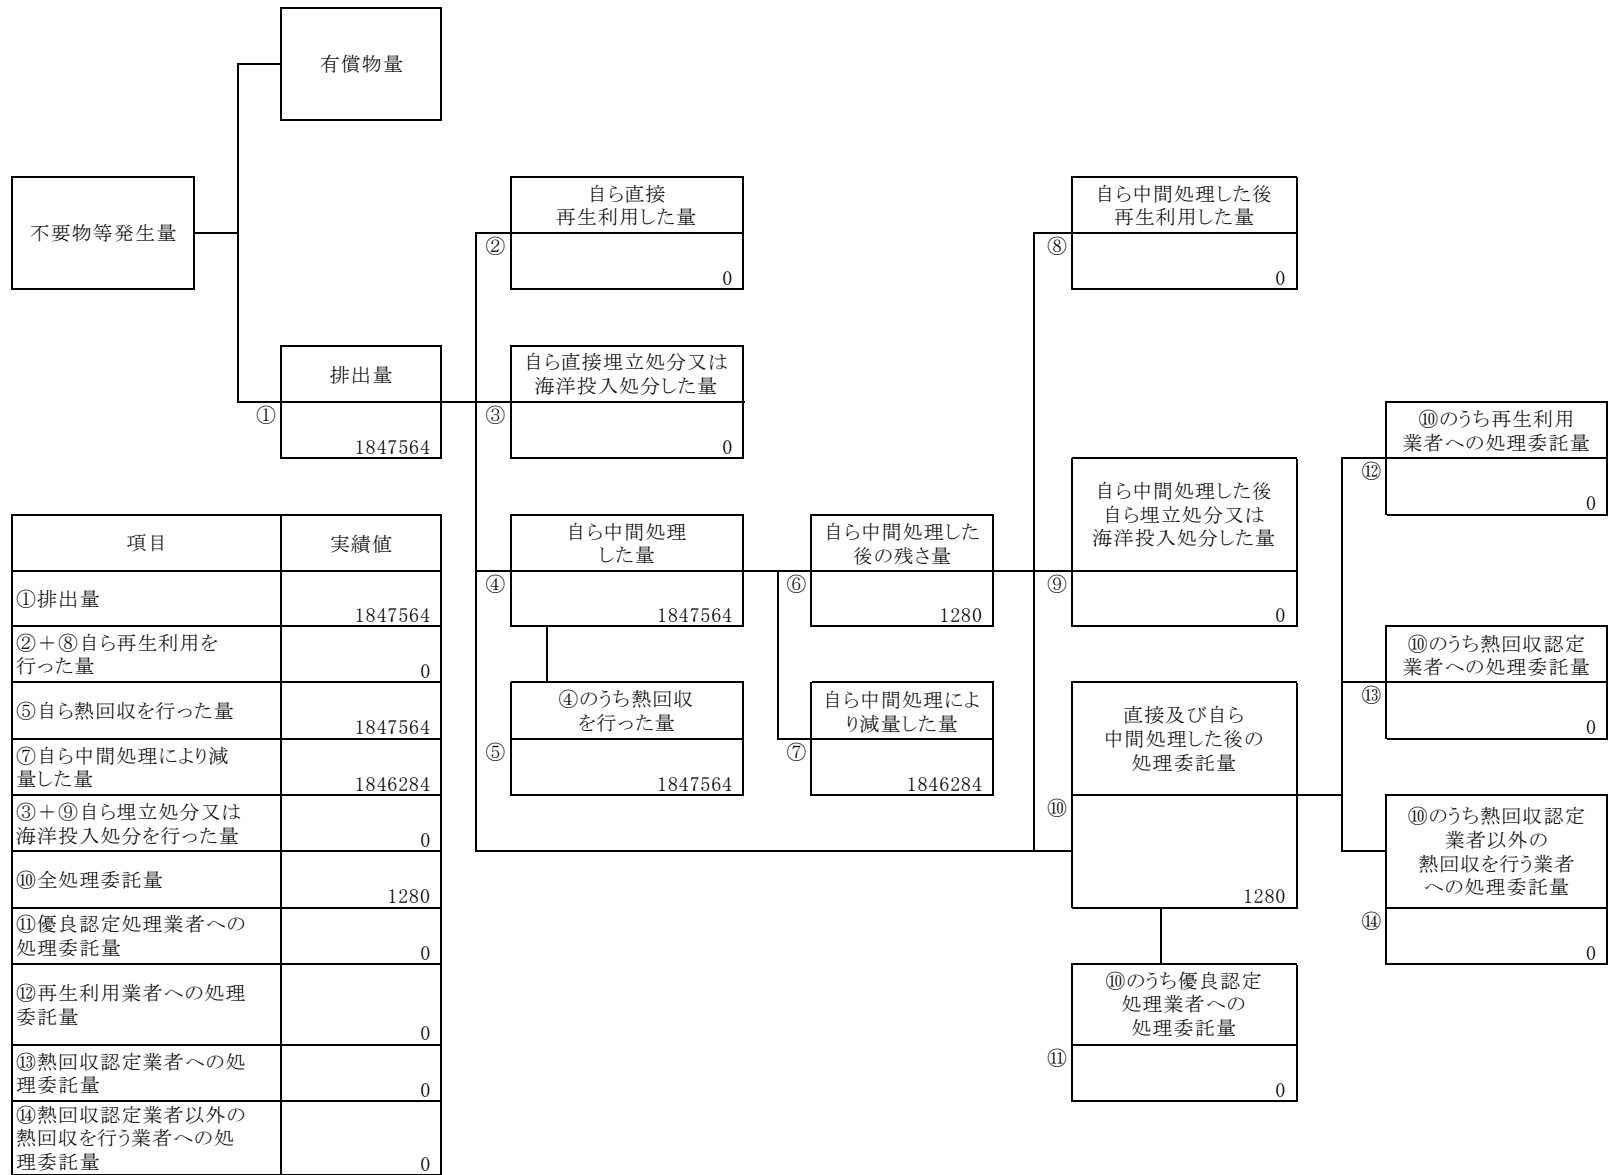 有償物量
不要物等発生量
自ら直接
再生利用した量
②
0
自ら中間処理した後
再生利用した量
⑧
0
排出量
①
1847564
自ら直接埋立処分又は
海洋投入処分した量
③
0
⑩のうち再生利用
業者への処理委託量
⑫
0
自ら中間処理した後
自ら埋立処分又は
海洋投入処分した量
⑨
0
自ら中間処理
した量
④
1847564
自ら中間処理した
後の残さ量
⑥
1280
④のうち熱回収
を行った量
⑤
1847564
自ら中間処理によ
り減量した量
⑦
1846284
直接及び自ら
中間処理した後の
処理委託量
⑩
1280
⑩のうち熱回収認定
業者への処理委託量
⑬
0
⑩のうち熱回収認定
業者以外の
熱回収を行う業者
への処理委託量
⑭
0
⑩のうち優良認定
処理業者への
処理委託量
⑪
0
項目 実績値
①排出量
1847564
②＋⑧自ら再生利用を
行った量 0
⑤自ら熱回収を行った量
1847564
⑦自ら中間処理により減
量した量 1846284
③＋⑨自ら埋立処分又は
海洋投入処分を行った量 0
⑩全処理委託量
1280
⑪優良認定処理業者への
処理委託量 0
⑫再生利用業者への処理
委託量
0
⑬熱回収認定業者への処
理委託量 0
⑭熱回収認定業者以外の
熱回収を行う業者への処
理委託量 0